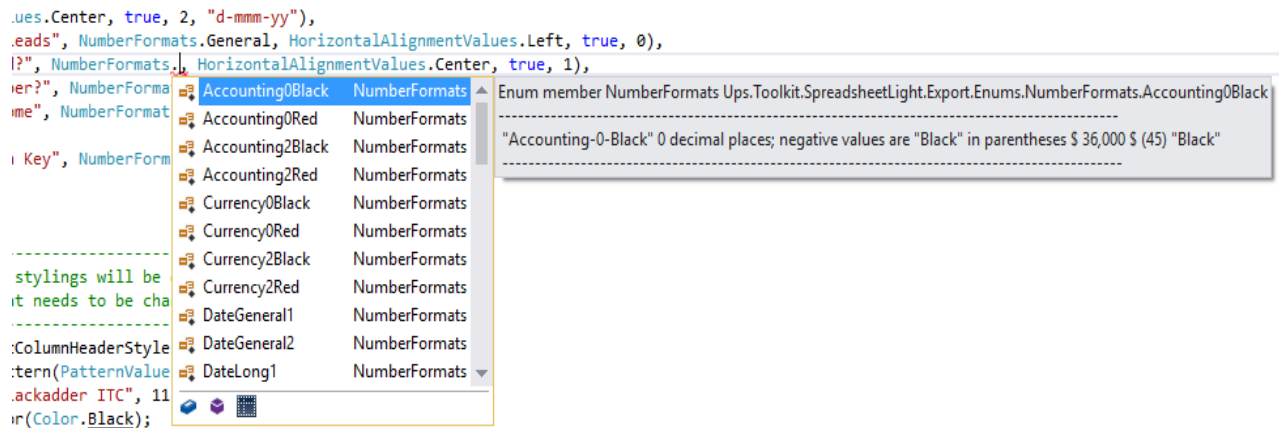 .ues.Center, true, 2, "d-mmm-yy"),
.eads", NumberFormats.General, HorizontalAlignmentValues.Left, true, 0),
l?", NumberFormats., HorizontalAlignmentValues.Center, true, 1),
er?", NumberForma
me", NumberFormat
Key", NumberForm
Accounting0Black NumberFormats
Accounting0Red NumberFormats
Accounting2Black NumberFormats
Accounting2Red NumberFormats
Currency0Black NumberFormats
Currency0Red NumberFormats
Currency2Black NumberFormats
Currency2Red NumberFormats
DateGeneral1 NumberFormats
DateGeneral2 NumberFormats
DateLong1 NumberFormats
Enum member NumberFormats Ups.Toolkit.SpreadsheetLight.Export.Enums.NumberFormats.Accounting0Black
----------------------------------------------------------------------------------------------
"Accounting-0-Black" 0 decimal places; negative values are "Black" in parentheses $ 36,000 $ (45) "Black"
----------------------------------------------------------------------------------------------
------------------
stylings will be
t needs to be cha
------------------
:ColumnHeaderStyle
:tern(PatternValue
.ackadder ITC", 11
r(Color.Black);